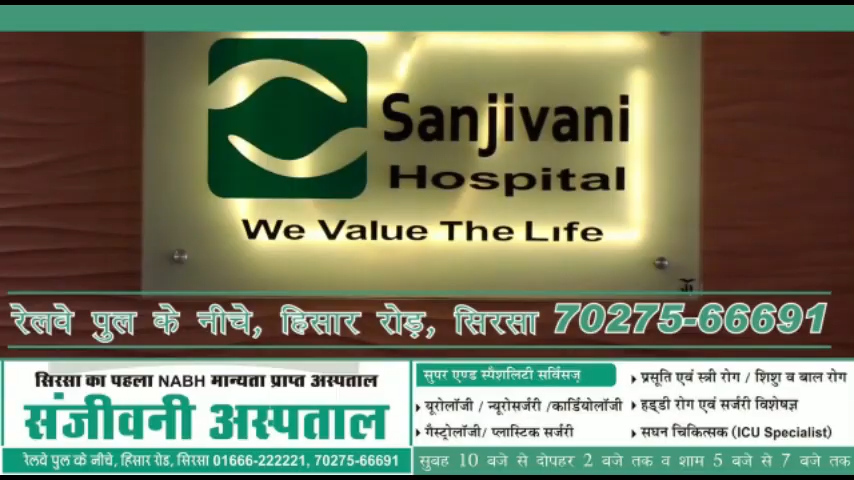 Sanjivani
Hospital
We Value The Life
रेलवे पुल के नीचे, हिसार रोड़, सिरसा 70275-66691
सिरसा का पहला NABH मान्यता प्राप्त अस्पताल
संजीवनी अस्पताल
रेलवे पुल के नीचे, हिसार रोड, सिरसा 01666-222221, 70275-66691
सुपर एण्ड स्पैशलिटी सर्विसज़
यूरोलॉजी / न्यूरोसर्जरी /कार्डियोलॉजी
गैस्ट्रोलॉजी/ प्लास्टिक सर्जरी
प्रसूति एवं स्त्री रोग / शिशु व बाल रोग
हड्डी रोग एवं सर्जरी विशेषज्ञ
सघन चिकित्सक (ICU Specialist)
सुबह 10 बजे से दोपहर 2 बजे तक व शाम 5 बजे से 7 बजे तक